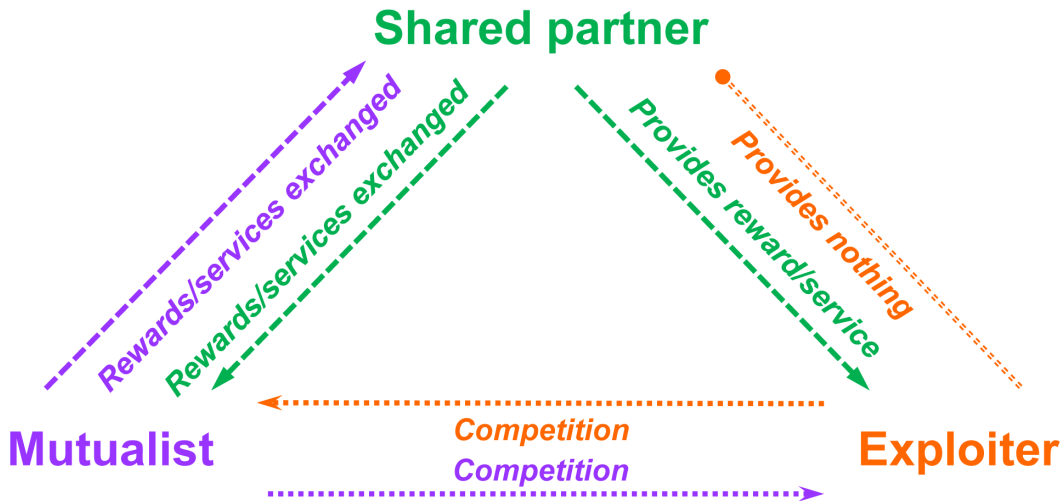 Shared partner
Rewards/services exchanged
Rewards/services exchanged
Provides reward/service
Provides nothing
Competition
Mutualist
Competition
Exploiter